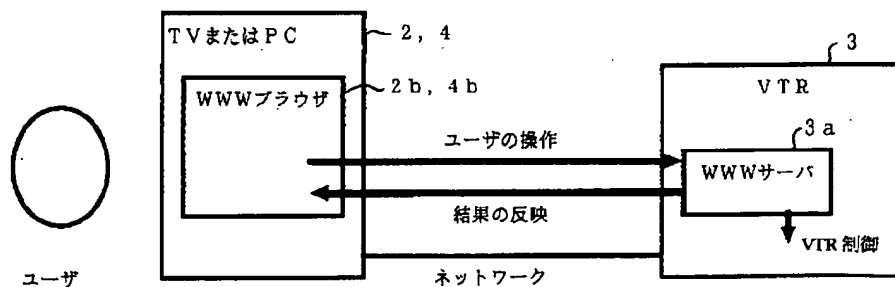 TVまたはPC
2, 4
WWWブラウザ
2b, 4b
ユーザの操作
結果の反映
ネットワーク
ユーザ
3
VTR
3a
WWWサーバ
VTR制御